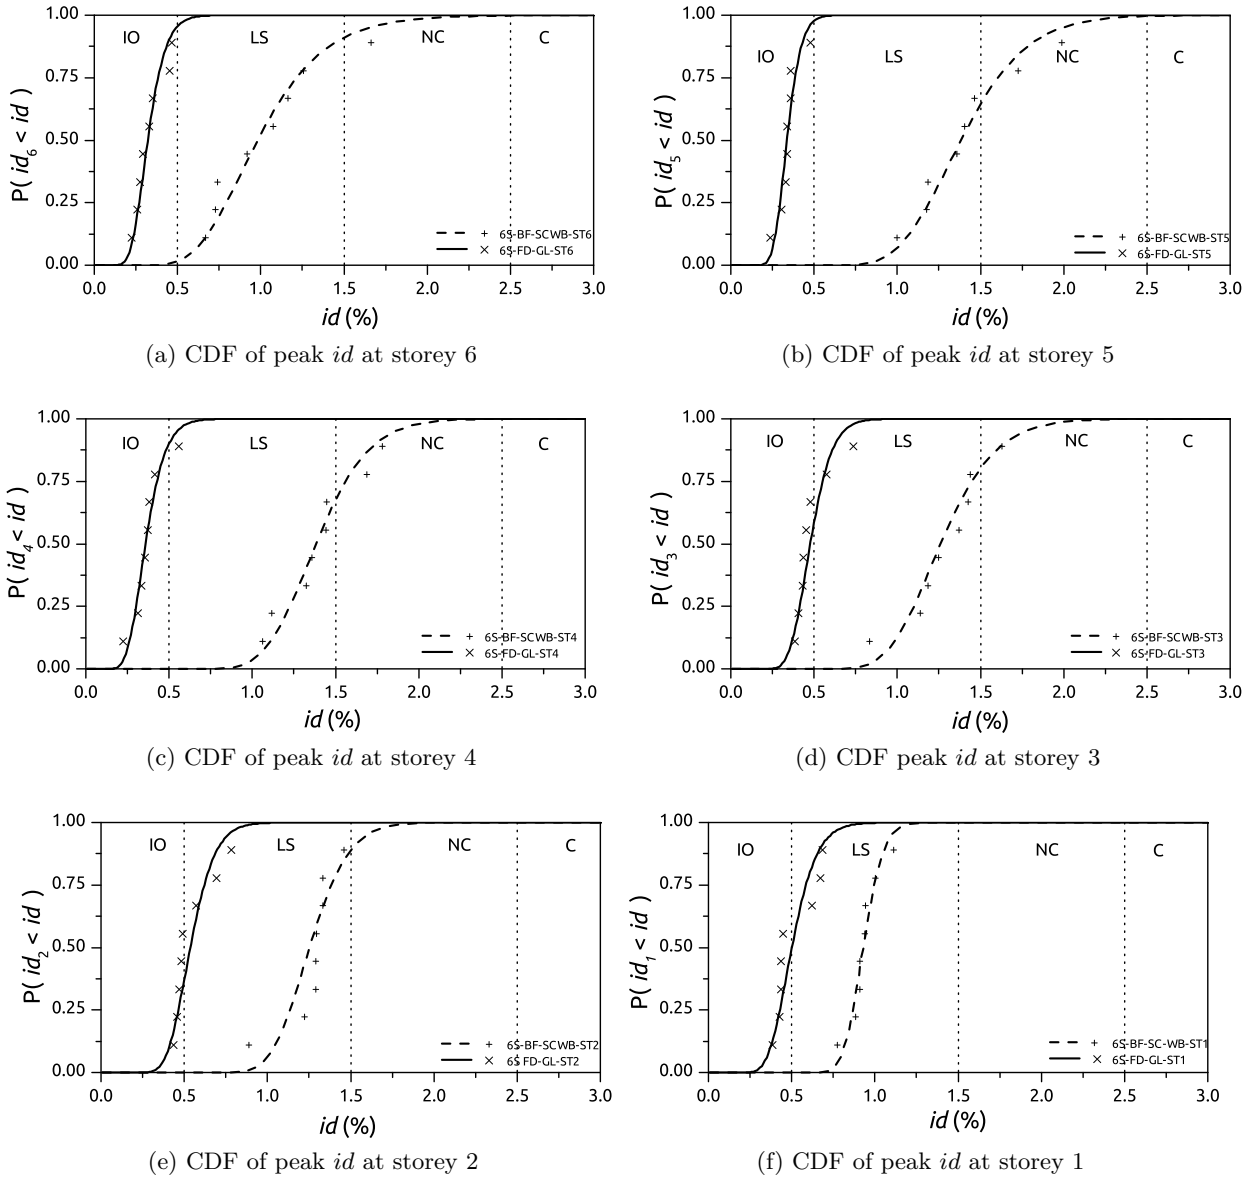 1.00
0.75
0.50
0.25
0.00
P( id6 < id )
IO LS NC C
6S-BF-SCWB-ST6
6S-FD-GL-ST6
0.0 0.5 1.0 1.5 2.0 2.5 3.0
id (%)
(a) CDF of peak id at storey 6
1.00
0.75
0.50
0.25
0.00
P( id5 < id )
IO LS NC C
6S-BF-SCWB-ST5
6S-FD-GL-ST5
0.0 0.5 1.0 1.5 2.0 2.5 3.0
id (%)
(b) CDF of peak id at storey 5
1.00
0.75
0.50
0.25
0.00
P( id4 < id )
IO LS NC C
6S-BF-SCWB-ST4
6S-FD-GL-ST4
0.0 0.5 1.0 1.5 2.0 2.5 3.0
id (%)
(c) CDF of peak id at storey 4
1.00
0.75
0.50
0.25
0.00
P( id3 < id )
IO LS NC C
6S-BF-SCWB-ST3
6S-FD-GL-ST3
0.0 0.5 1.0 1.5 2.0 2.5 3.0
id (%)
(d) CDF peak id at storey 3
1.00
0.75
0.50
0.25
0.00
P( id2 < id )
IO LS NC C
6S-BF-SCWB-ST2
6S FD-GL-ST2
0.0 0.5 1.0 1.5 2.0 2.5 3.0
id (%)
(e) CDF of peak id at storey 2
1.00
0.75
0.50
0.25
0.00
P( id1 < id )
IO LS NC C
6S-BF-SC-WB-ST1
6S-FD-GL-ST1
0.0 0.5 1.0 1.5 2.0 2.5 3.0
id (%)
(f) CDF of peak id at storey 1